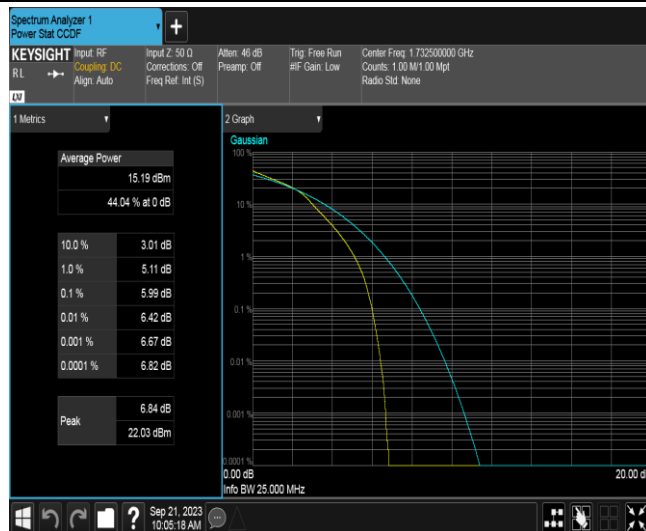 Spectrum Analyzer 1
Power Stat CCDF
KEYSIGHT
RL
Input: RF
Coupling: DC
Align: Auto
Input Z: 50 Ω
Corrections: Off
Freq Ref: Int (S)
Atten: 46 dB
Preamp: Off
Trig: Free Run
#IF Gain: Low
Center Freq: 1.732500000 GHz
Counts: 1.00 M/1.00 Mpt
Radio Std: None
1 Metrics
Average Power
15.19 dBm
44.04 % at 0 dB
10.0 % 3.01 dB
1.0 % 5.11 dB
0.1 % 5.99 dB
0.01 % 6.42 dB
0.001 % 6.67 dB
0.0001 % 6.82 dB
Peak
6.84 dB
22.03 dBm
2 Graph
Gaussian
100 %
10 %
1 %
0.1 %
0.01 %
0.001 %
0.0001 %
0.00 dB
20.00 d
Info BW 25.000 MHz
Sep 21, 2023
10:05:18 AM